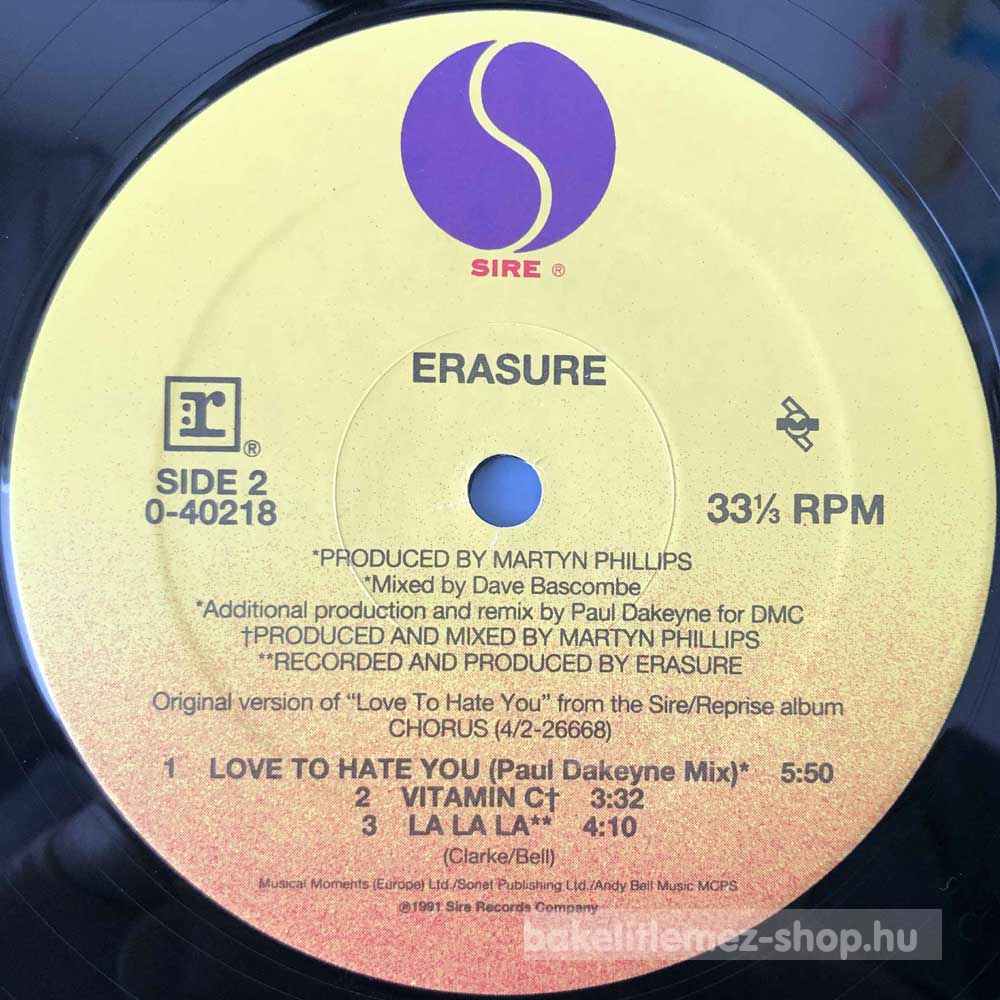 SIRE ®
ERASURE
r ®
SIDE 2
0-40218
33⅓ RPM
*PRODUCED BY MARTYN PHILLIPS
*Mixed by Dave Bascombe
*Additional production and remix by Paul Dakeyne for DMC
†PRODUCED AND MIXED BY MARTYN PHILLIPS
**RECORDED AND PRODUCED BY ERASURE
Original version of “Love To Hate You” from the Sire/Reprise album
CHORUS (4/2-26668)
1 LOVE TO HATE YOU (Paul Dakeyne Mix)* 5:50
2 VITAMIN C† 3:32
3 LA LA LA** 4:10
(Clarke/Bell)
Musical Moments (Europe) Ltd./Sonet Publishing Ltd./Andy Bell Music MCPS
℗1991 Sire Records Company
bakelitlemez-shop.hu